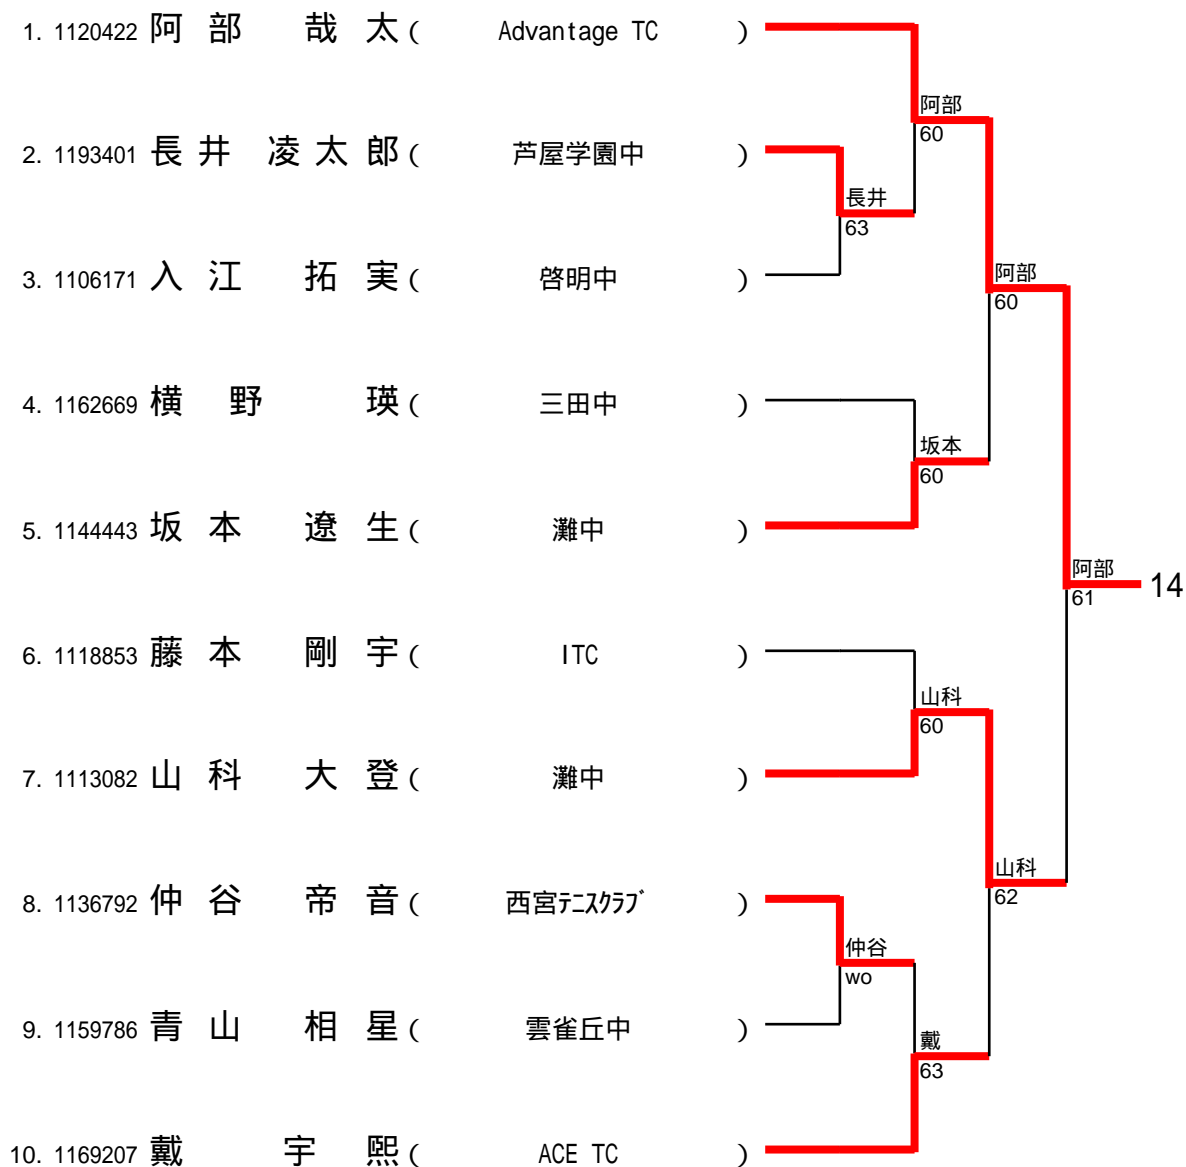 1. 1120422 阿部 哉太 ( Advantage TC )
阿部
60
2. 1193401 長井 凌太郎 ( 芦屋学園中 )
長井
63
3. 1106171 入江 拓実 ( 啓明中 )
阿部
60
4. 1162669 横野 瑛 ( 三田中 )
坂本
60
5. 1144443 坂本 遼生 ( 灘中 )
阿部
61
14
6. 1118853 藤本 剛宇 ( ITC )
山科
60
7. 1113082 山科 大登 ( 灘中 )
山科
62
8. 1136792 仲谷 帝音 ( 西宮ﾃﾆｽｸﾗﾌﾞ )
仲谷
wo
9. 1159786 青山 相星 ( 雲雀丘中 )
戴
63
10. 1169207 戴 宇熙 ( ACE TC )